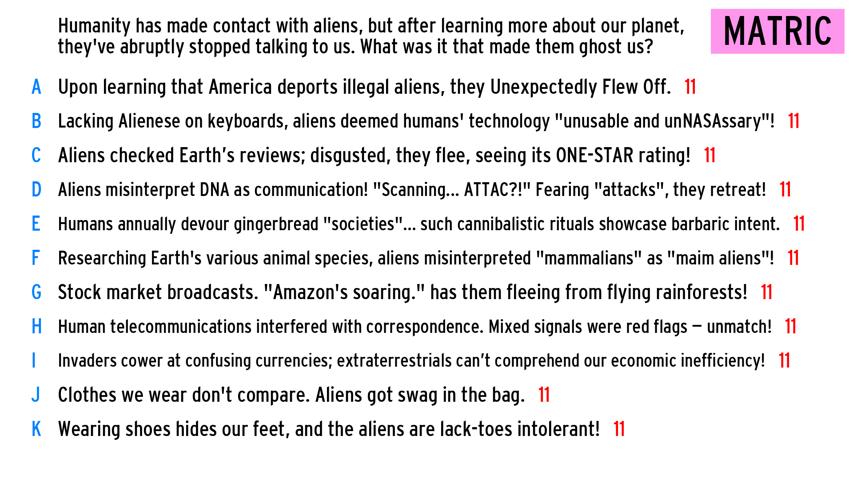 Humanity has made contact with aliens, but after learning more about our planet,
they've abruptly stopped talking to us. What was it that made them ghost us?
MATRIC
A Upon learning that America deports illegal aliens, they Unexpectedly Flew Off. 11
B Lacking Alienese on keyboards, aliens deemed humans' technology "unusable and unNASAssary"! 11
C Aliens checked Earth’s reviews; disgusted, they flee, seeing its ONE-STAR rating! 11
D Aliens misinterpret DNA as communication! "Scanning... ATTAC?!" Fearing "attacks", they retreat! 11
E Humans annually devour gingerbread "societies"... such cannibalistic rituals showcase barbaric intent. 11
F Researching Earth's various animal species, aliens misinterpreted "mammalians" as "maim aliens"! 11
G Stock market broadcasts. "Amazon's soaring." has them fleeing from flying rainforests! 11
H Human telecommunications interfered with correspondence. Mixed signals were red flags – unmatch! 11
I Invaders cower at confusing currencies; extraterrestrials can’t comprehend our economic inefficiency! 11
J Clothes we wear don't compare. Aliens got swag in the bag. 11
K Wearing shoes hides our feet, and the aliens are lack-toes intolerant! 11